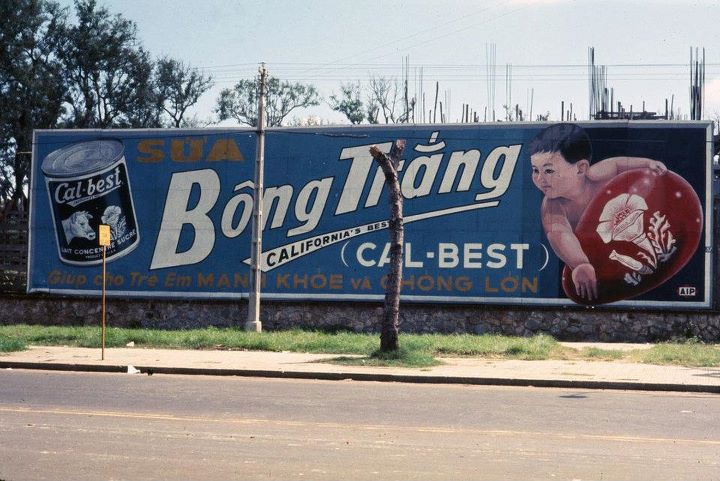 SỮA
Bông Trắng
CALIFORNIA'S BEST
(CAL-BEST)
Giúp cho Trẻ Em MẠNH KHỎE VÀ CHÓNG LỚN
Cal-best
LAIT CONCENTRÉ SUCRÉ
AIP